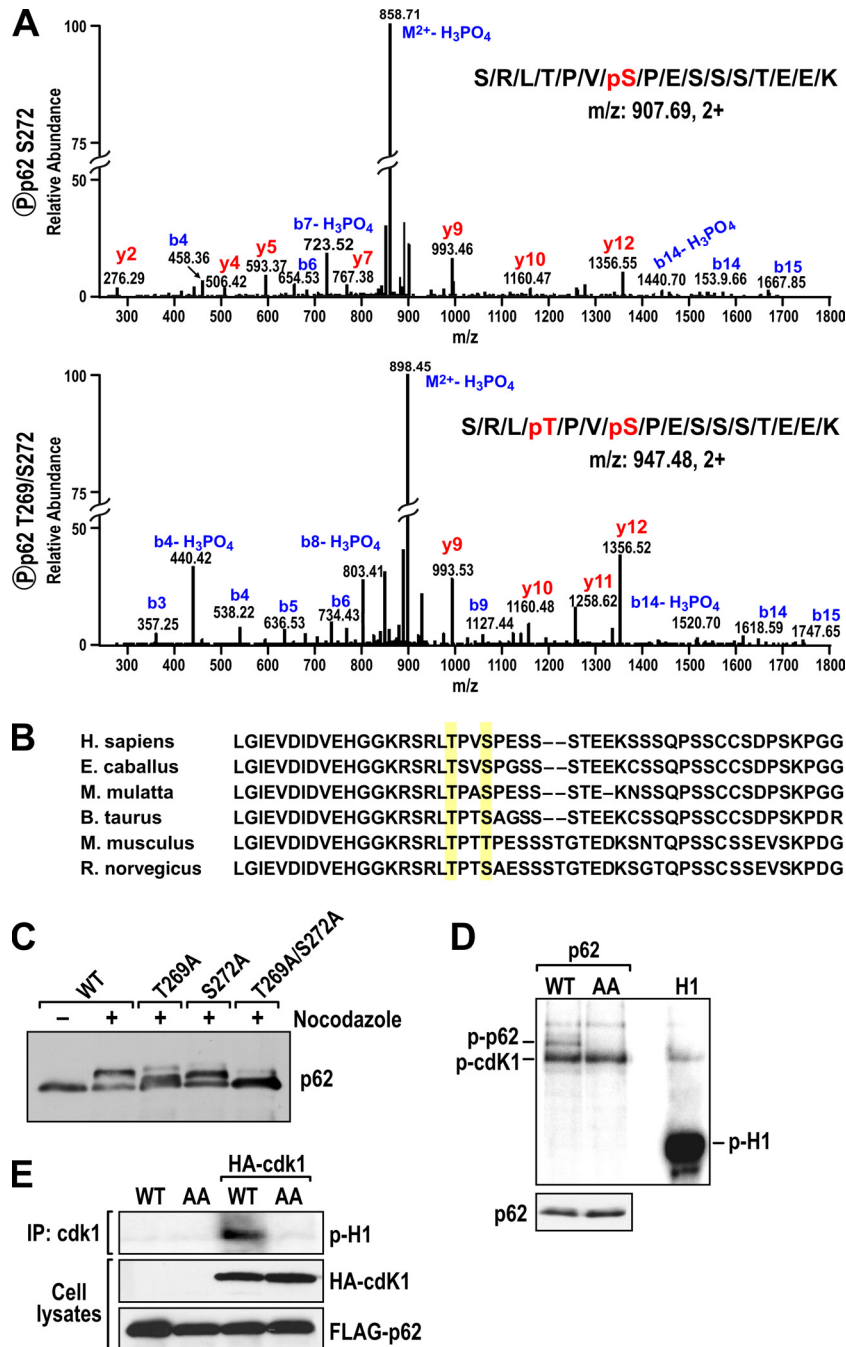 A
Ⓟp62 S272
Relative Abundance
100
75
50
0
858.71
M2+- H3PO4
S/R/L/T/P/V/pS/P/E/S/S/S/T/E/E/K
m/z: 907.69, 2+
y2
276.29
b4
458.36
y4
506.42
y5
593.37
b6
654.53
b7- H3PO4
723.52
y7
767.38
y9
993.46
y10
1160.47
y12
1356.55
b14- H3PO4
1440.70
b14
153.9.66
b15
1667.85
300 400 500 600 700 800 900 1000 1100 1200 1300 1400 1500 1600 1700 1800
m/z
Ⓟp62 T269/S272
Relative Abundance
100
75
50
0
898.45
M2+- H3PO4
S/R/L/pT/P/V/pS/P/E/S/S/S/T/E/E/K
m/z: 947.48, 2+
b3
357.25
b4- H3PO4
440.42
b4
538.22
b5
636.53
b6
734.43
b8- H3PO4
803.41
y9
993.53
b9
1127.44
y10
1160.48
y11
1258.62
y12
1356.52
b14- H3PO4
1520.70
b14
1618.59
b15
1747.65
300 400 500 600 700 800 900 1000 1100 1200 1300 1400 1500 1600 1700 1800
m/z
B
H. sapiens LGIEVDIDVEHGGKRSRLTPVSPESS––STEEKSSSQPSSCCSDPSKPGG
E. caballus LGIEVDIDVEHGGKRSRLTSVSPGSS––STEEKCSSQPSSCCSDPSKPGG
M. mulatta LGIEVDIDVEHGGKRSRLTPASPESS––STE–KNSSQPSSCCSDPSKPGG
B. taurus LGIEVDIDVEHGGKRSRLTPTSAGSS––STEEKCSSQPSSCCSDPSKPDR
M. musculus LGIEVDIDVEHGGKRSRLTPTTPESSSTGTEDKSNTQPSSCSSEVSKPDG
R. norvegicus LGIEVDIDVEHGGKRSRLTPTSAESSSTGTEDKSGTQPSSCSSEVSKPDG
C
WT T269A S272A T269A/S272A
– + + + + Nocodazole
p62
D
p62
WT AA H1
p-p62
p-cdK1
p-H1
p62
E
HA-cdk1
WT AA WT AA
IP: cdk1
p-H1
Cell lysates
HA-cdK1
FLAG-p62